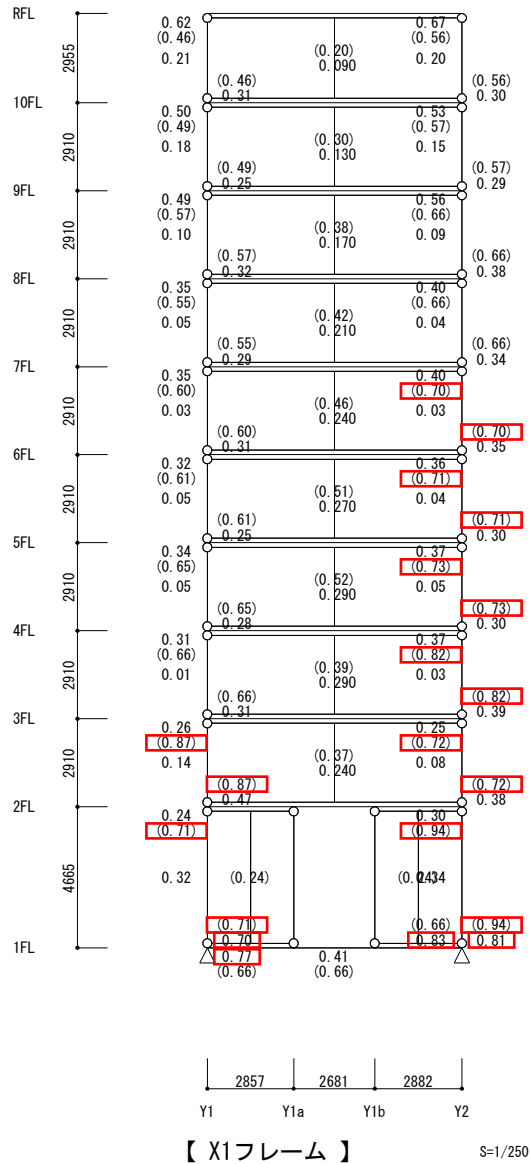 RFL 0.62 0.67
(0.46) (0.56)
2955 0.21 (0.20) 0.20
0.090
(0.46) (0.56)
10FL 0.31 0.30
0.50 0.53
(0.49) (0.57)
2910 0.18 (0.30) 0.15
0.130
(0.49) (0.57)
9FL 0.25 0.29
0.49 0.56
(0.57) (0.66)
2910 0.10 (0.38) 0.09
0.170
(0.57) (0.66)
8FL 0.32 0.38
0.35 0.40
(0.55) (0.66)
2910 0.05 (0.42) 0.04
0.210
(0.55) (0.66)
7FL 0.29 0.34
0.35 0.40
(0.60) (0.70)
2910 0.03 (0.46) 0.03
0.240
(0.60) (0.70)
6FL 0.31 0.35
0.32 0.36
(0.61) (0.71)
2910 0.05 (0.51) 0.04
0.270
(0.61) (0.71)
5FL 0.25 0.30
0.34 0.37
(0.65) (0.73)
2910 0.05 (0.52) 0.05
0.290
(0.65) (0.73)
4FL 0.28 0.30
0.31 0.37
(0.66) (0.82)
2910 0.01 (0.39) 0.03
0.290
(0.66) (0.82)
3FL 0.31 0.39
0.26 0.25
(0.87) (0.72)
2910 0.14 (0.37) 0.08
0.240
(0.87) (0.72)
2FL 0.47 0.38
0.24 0.30
(0.71) (0.94)
4665 0.32 (0.24) (0.24) 0.34
(0.71) (0.66) (0.94)
0.70 0.83 0.81
1FL 0.77 0.41
(0.66) (0.66)
2857 2681 2882
Y1 Y1a Y1b Y2
【 X1フレーム 】 S=1/250